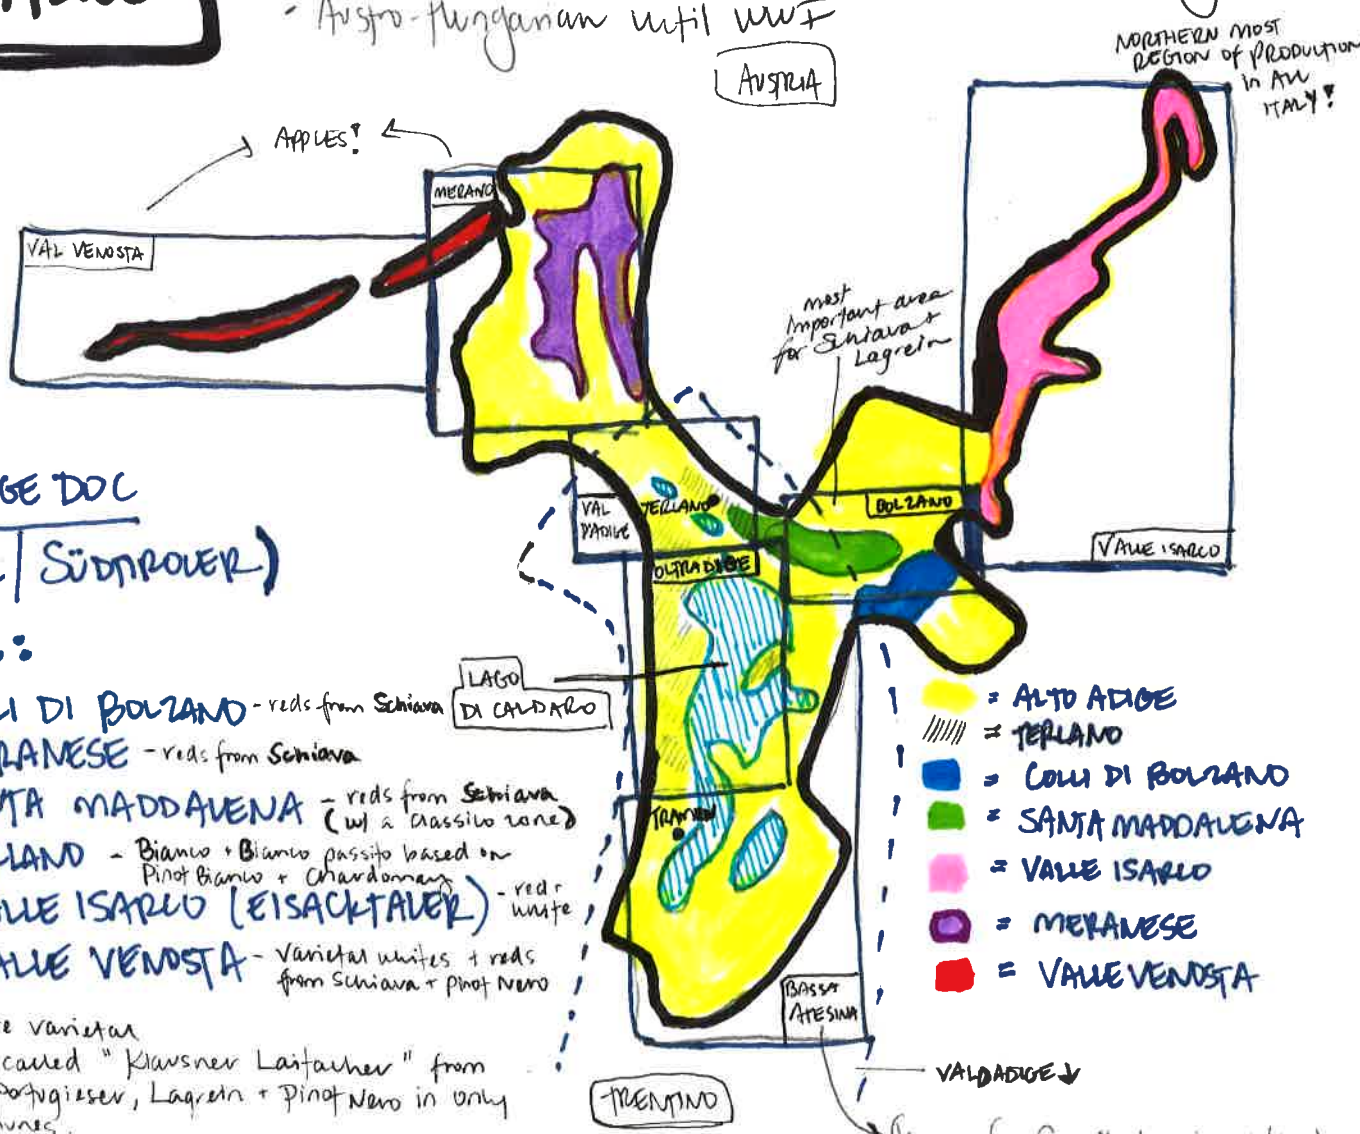 - Austro-Hungarian until WWI
AUSTRIA
NORTHERN MOST
REGION of PRODUCTION
in ALL
ITALY!
APPLES!
MERANO
VAL VENOSTA
most
important area
for Schiava +
Lagrein
GE DOC
SÜDTIROLER)
VAL
D'ADIGE
TERLANO
BOLZANO
VALLE ISARCO
OLTRADIGE
LAGO
DI CALDARO
LI DI BOLZANO - reds from Schiava
RANESE - reds from Schiava
TA MADDALENA - reds from Schiava
(w/ a classico zone)
LANO - Bianco + Bianco passito based on
Pinot Bianco + Chardonnay
LLE ISARCO (EISACKTALER) - red +
white
ALLE VENOSTA - varietal whites + reds
from Schiava + Pinot Nero
e varietal
called "Klausner Laitacher" from
Portugieser, Lagrein + Pinot Nero in only
TRAMIN
BASSA
ATESINA
= ALTO ADIGE
= TERLANO
= COLLI DI BOLZANO
= SANTA MADDALENA
= VALLE ISARCO
= MERANESE
= VALLE VENOSTA
VALDADIGE ↓
TRENTINO